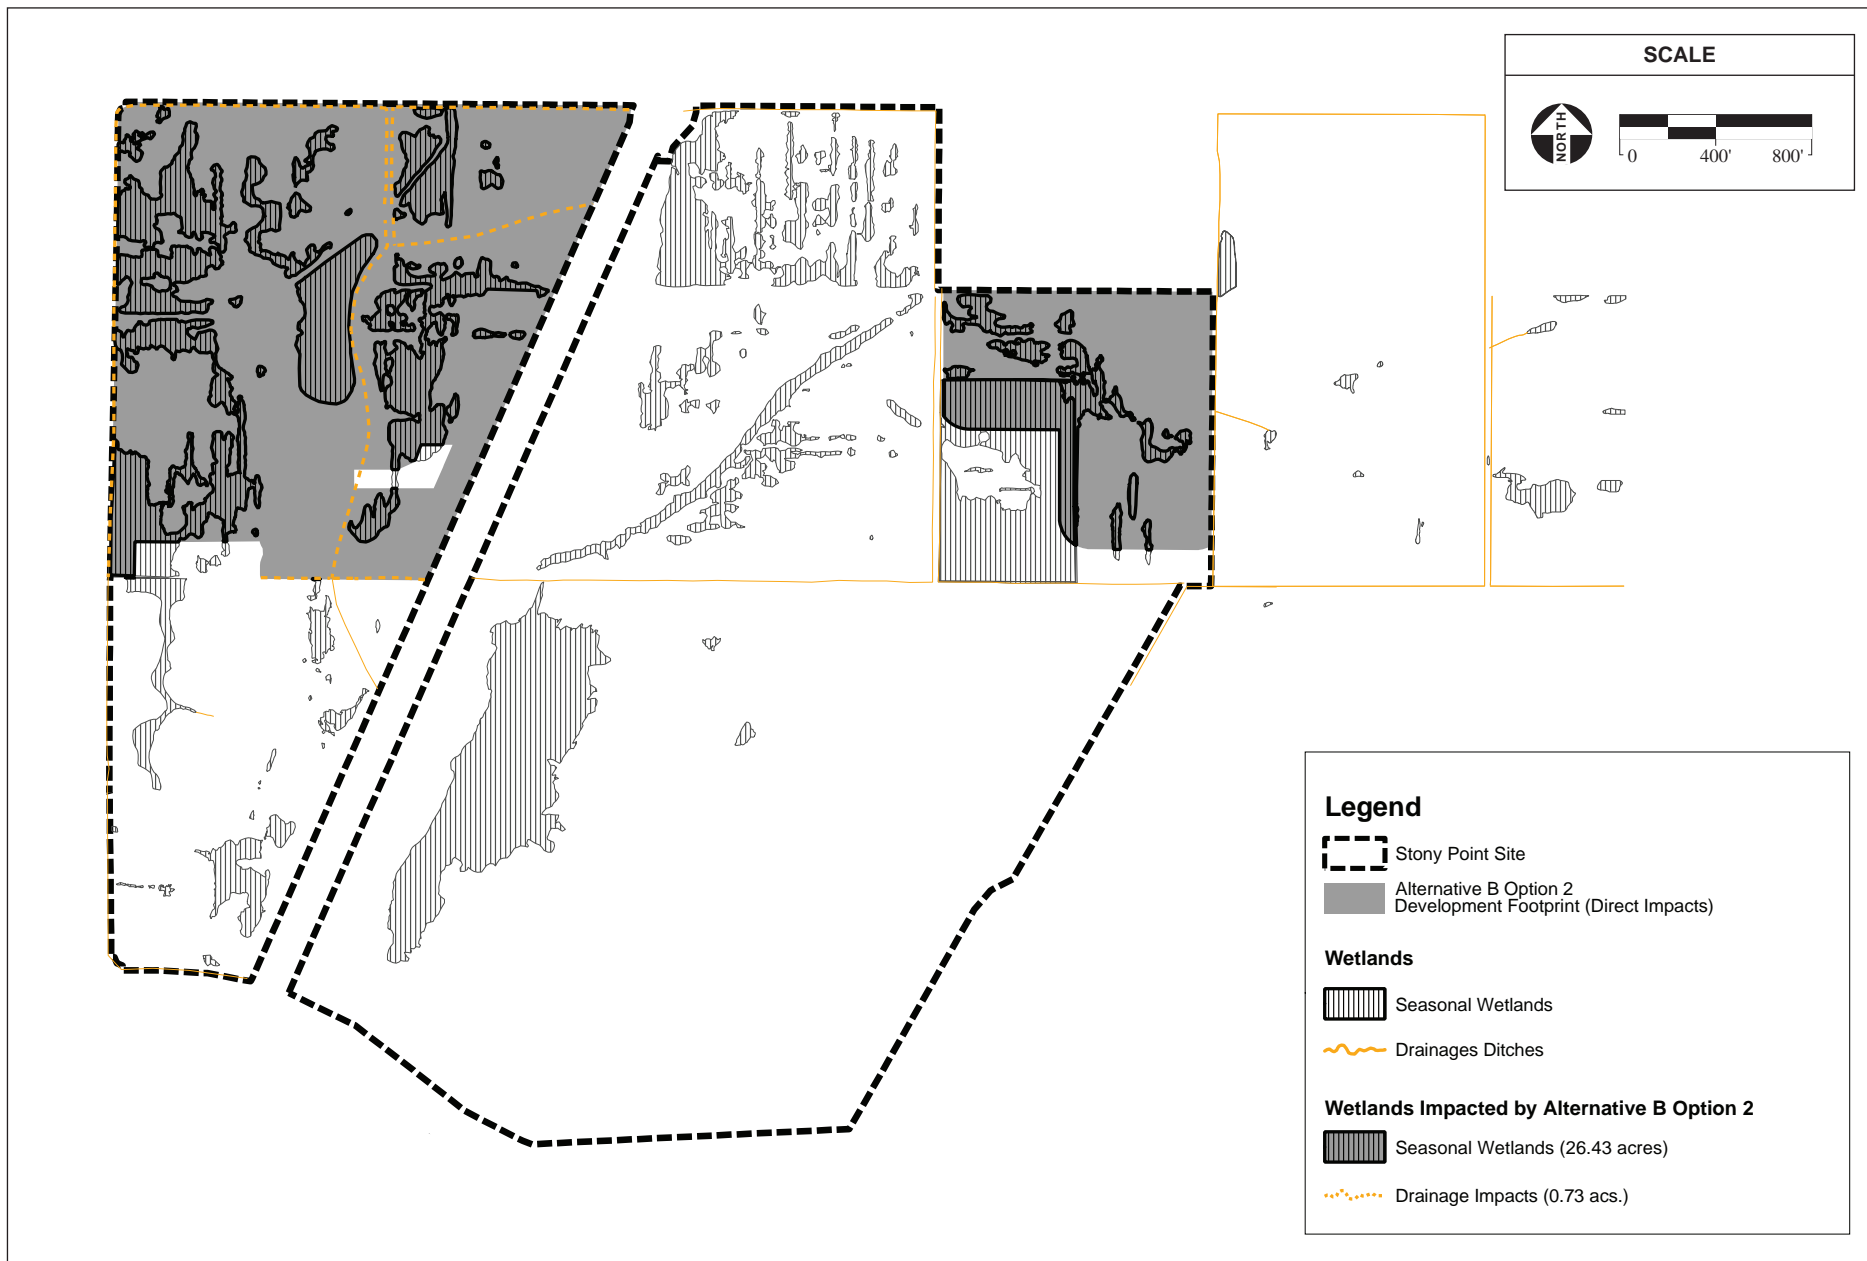 SCALE
NORTH
0 400' 800'
Legend
Stony Point Site
Alternative B Option 2
Development Footprint (Direct Impacts)
Wetlands
Seasonal Wetlands
Drainages Ditches
Wetlands Impacted by Alternative B Option 2
Seasonal Wetlands (26.43 acres)
Drainage Impacts (0.73 acs.)